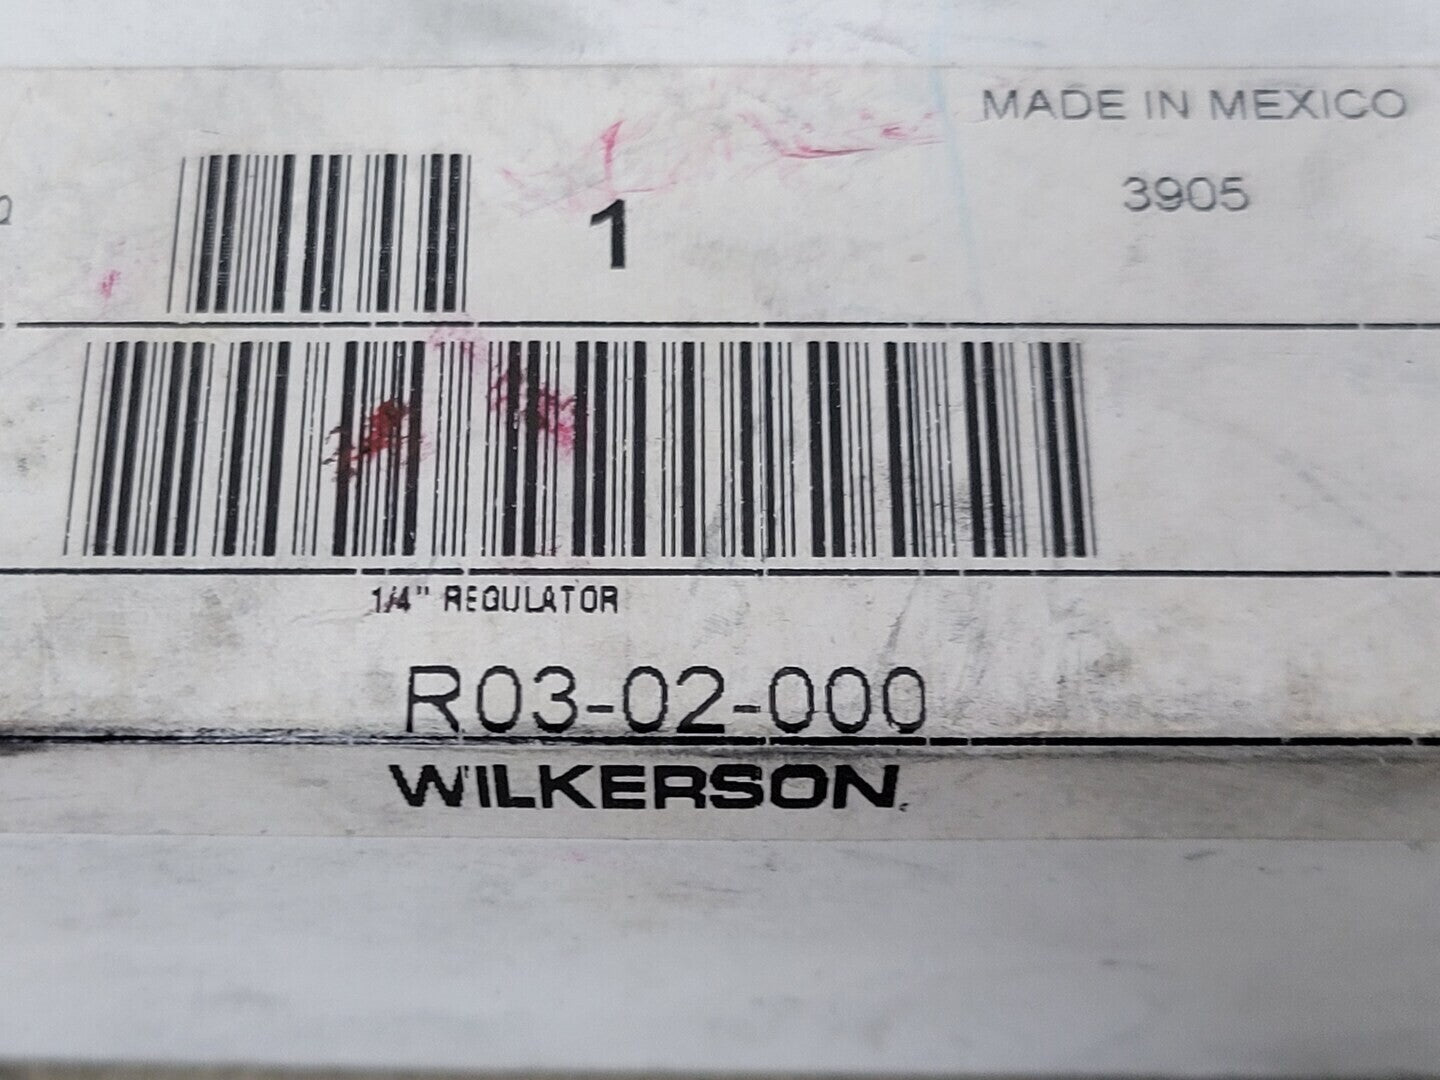 MADE IN MEXICO
1
3905
1/4" REGULATOR
R03-02-000
WILKERSON